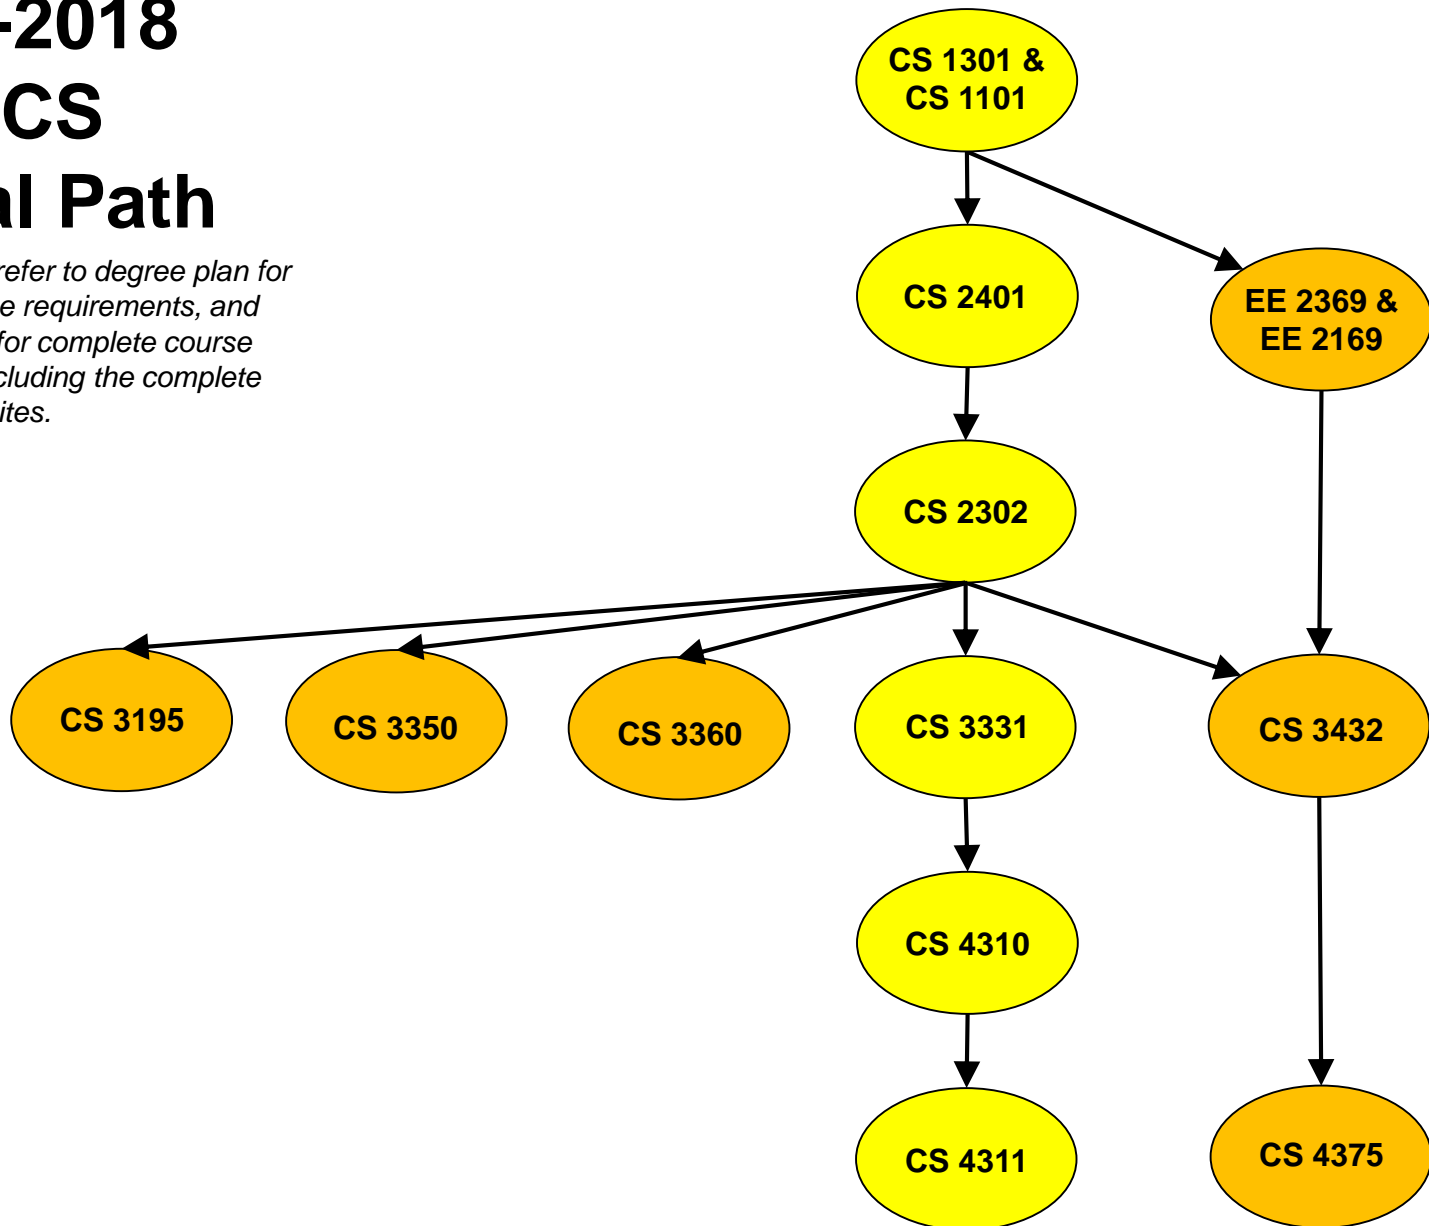 -2018
CS
al Path
refer to degree plan for
e requirements, and
for complete course
cluding the complete
ites.
CS 1301 &
CS 1101
CS 2401
EE 2369 &
EE 2169
CS 2302
CS 3195
CS 3350
CS 3360
CS 3331
CS 3432
CS 4310
CS 4311
CS 4375